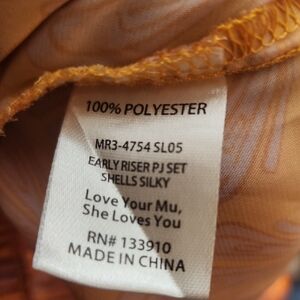 100% POLYESTER
MR3-4754 SL05
EARLY RISER PJ SET
SHELLS SILKY
Love Your Mu,
She Loves You
RN# 133910
MADE IN CHINA